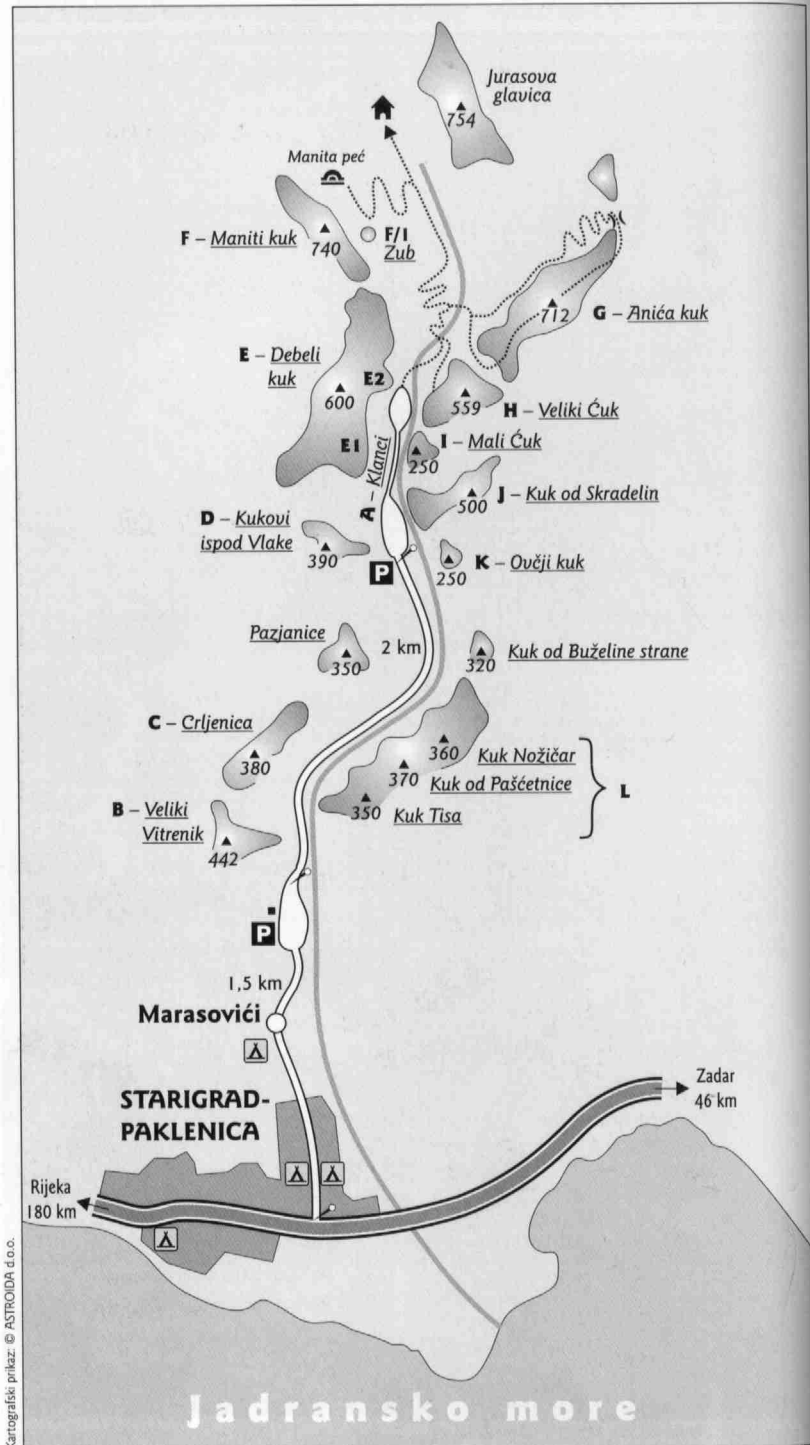 Jurasova
glavica
754
Manita peć
F – Maniti kuk
740
F/1
Zub
712
G – Anića kuk
E – Debeli
kuk
600
E2
E1
559
H – Veliki Ćuk
I – Mali Ćuk
250
A – Klanci
500
J – Kuk od Skradelin
D – Kukovi
ispod Vlake
390
P
250
K – Ovčji kuk
Pazjanice
350
2 km
320
Kuk od Buželine strane
C – Crljenica
380
360
Kuk Nožičar
370
Kuk od Pašćetnice
350
Kuk Tisa
L
B – Veliki
Vitrenik
442
P
1,5 km
Marasovići
STARIGRAD-
PAKLENICA
Zadar
46 km
Rijeka
180 km
Kartografski prikaz: © ASTROIDA d.o.o.
Jadransko more